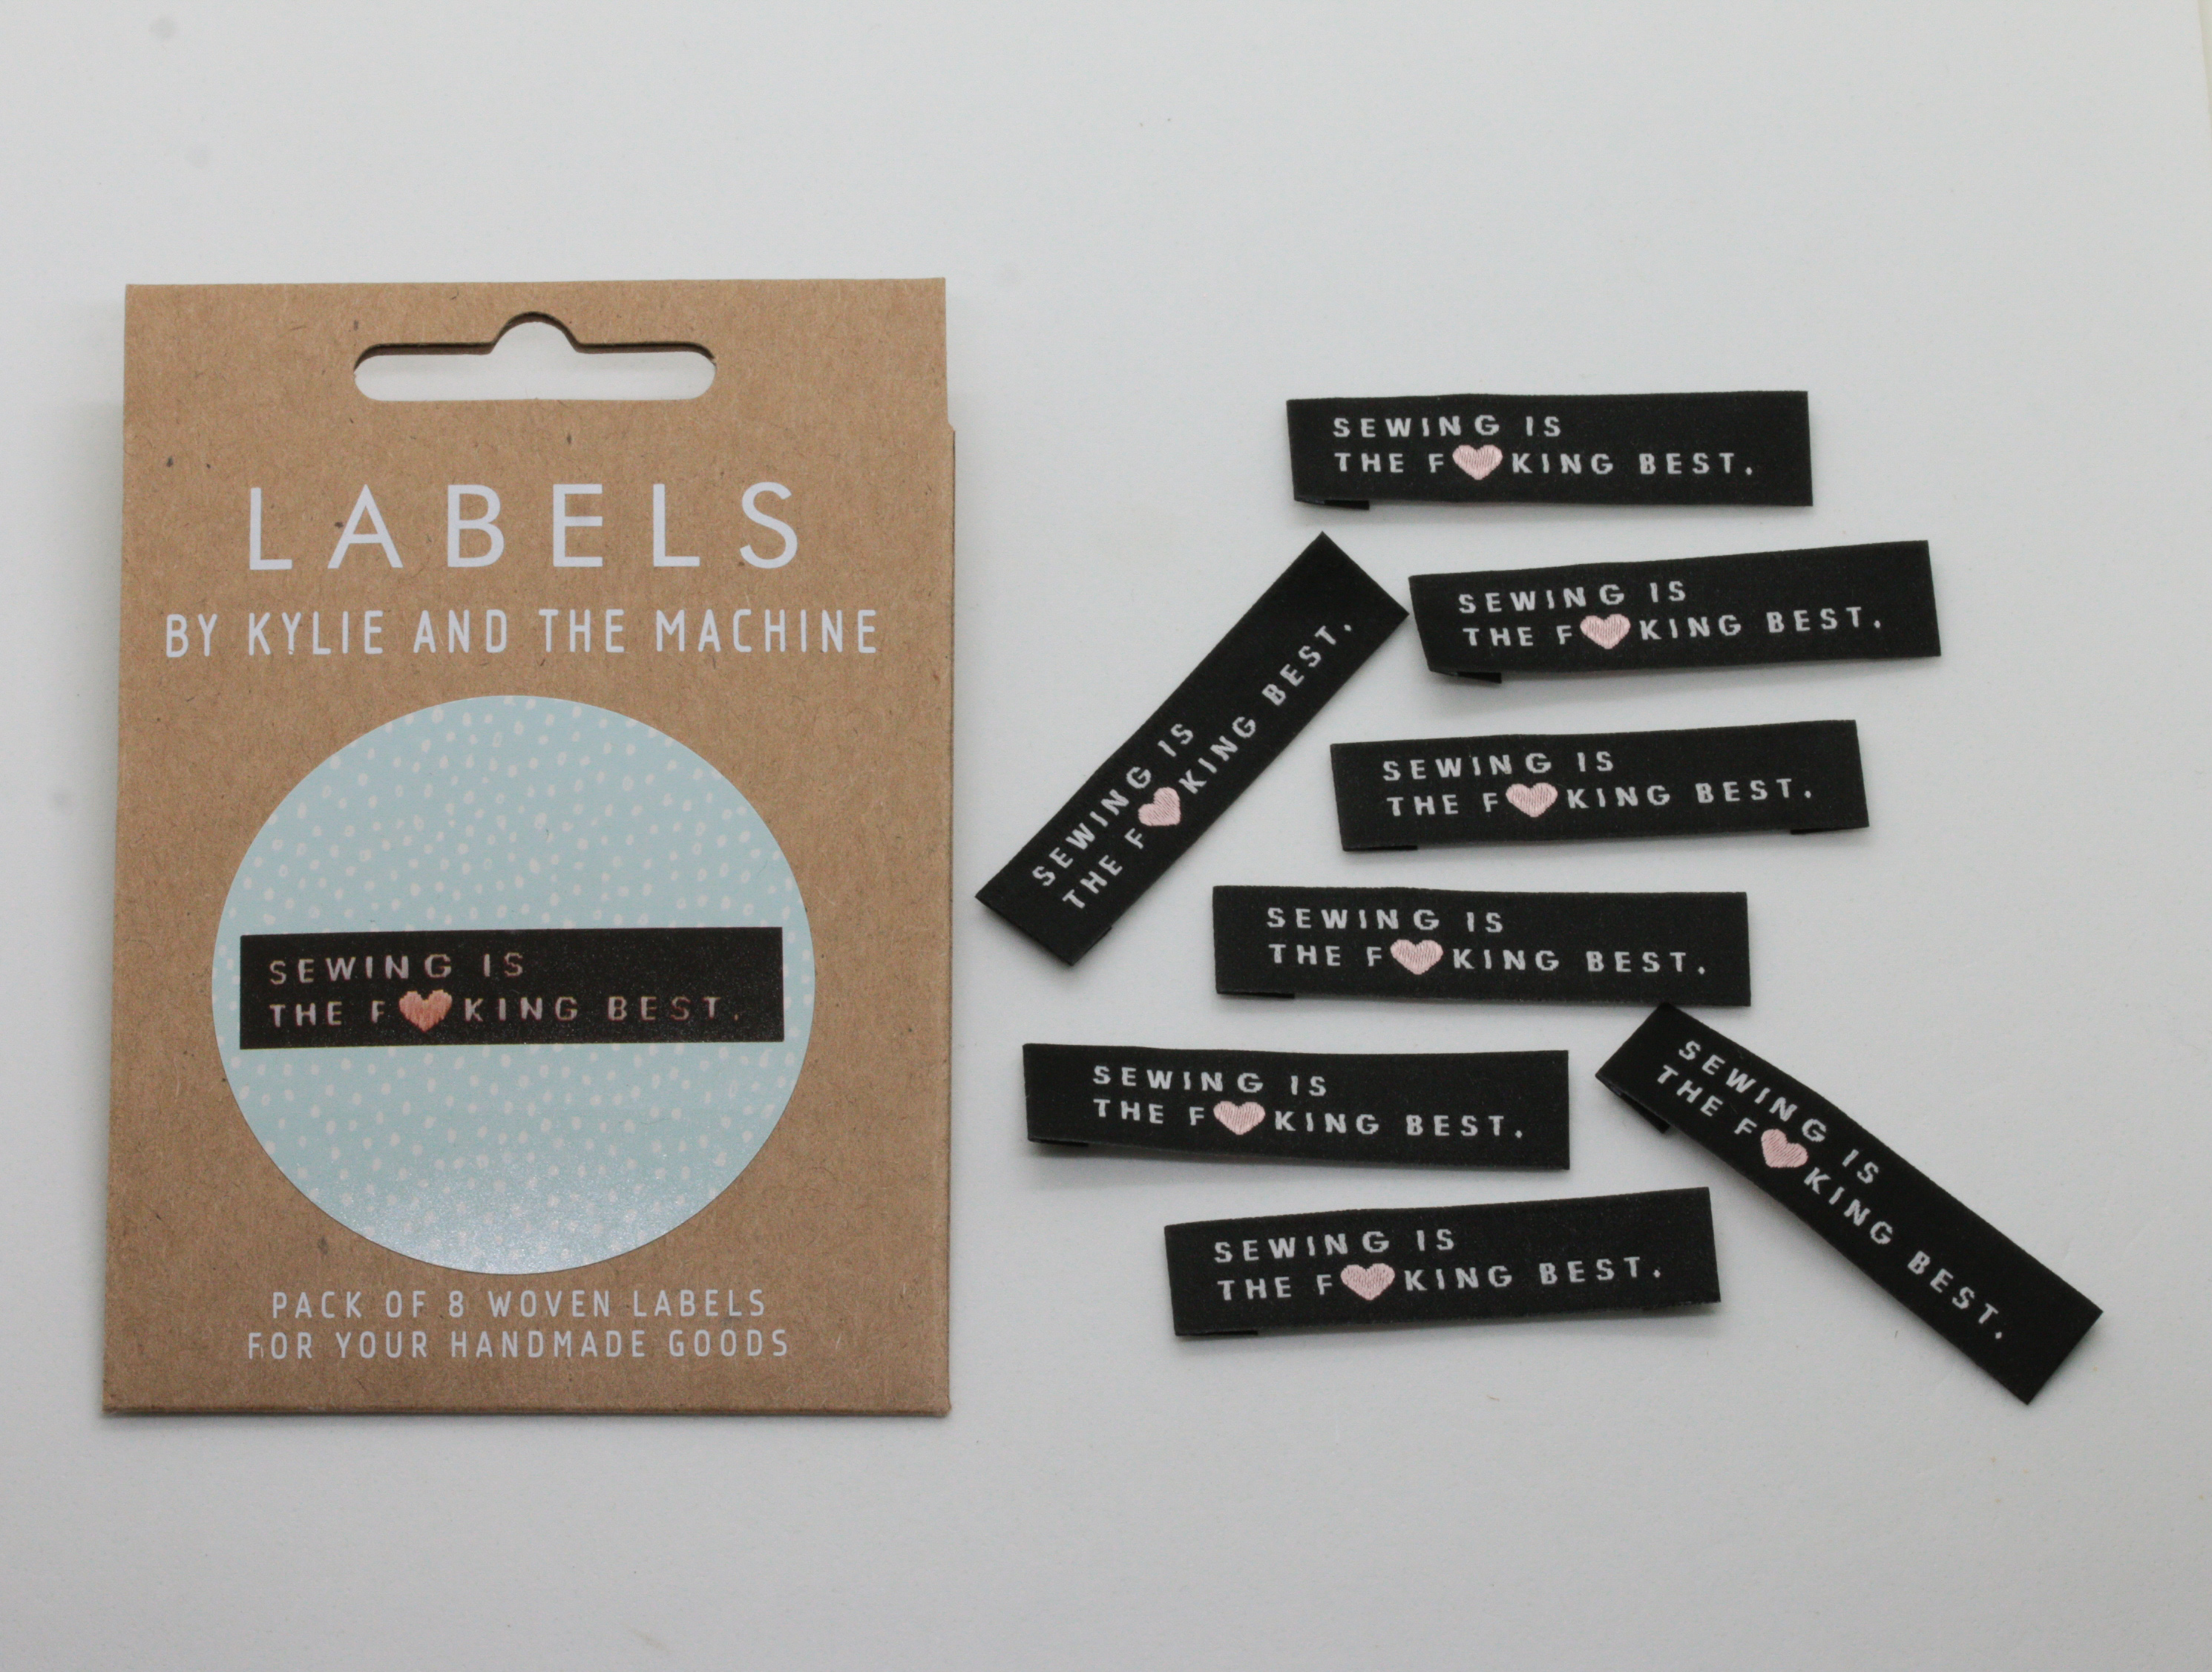 LABELS
BY KYLIE AND THE MACHINE
SEWING IS
THE F♥KING BEST.
PACK OF 8 WOVEN LABELS
FOR YOUR HANDMADE GOODS
SEWING IS
THE F♥KING BEST.
SEWING IS
THE F♥KING BEST.
SEWING IS
THE F♥KING BEST.
SEWING IS
THE F♥KING BEST.
SEWING IS
THE F♥KING BEST.
SEWING IS
THE F♥KING BEST.
SEWING IS
THE F♥KING BEST.
SEWING IS
THE F♥KING BEST.